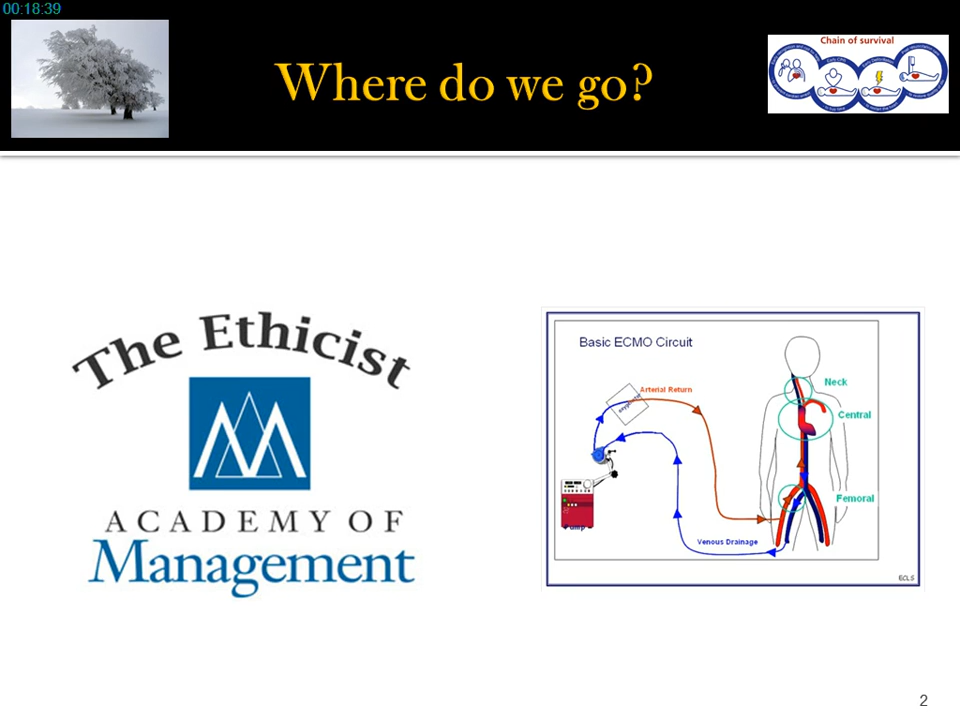 00:18:39
Where do we go?
Chain of survival
The Ethicist
ACADEMY OF
Management
Basic ECMO Circuit
Arterial Return
Neck
Central
Femoral
Pump
Venous Drainage
ECLS
2